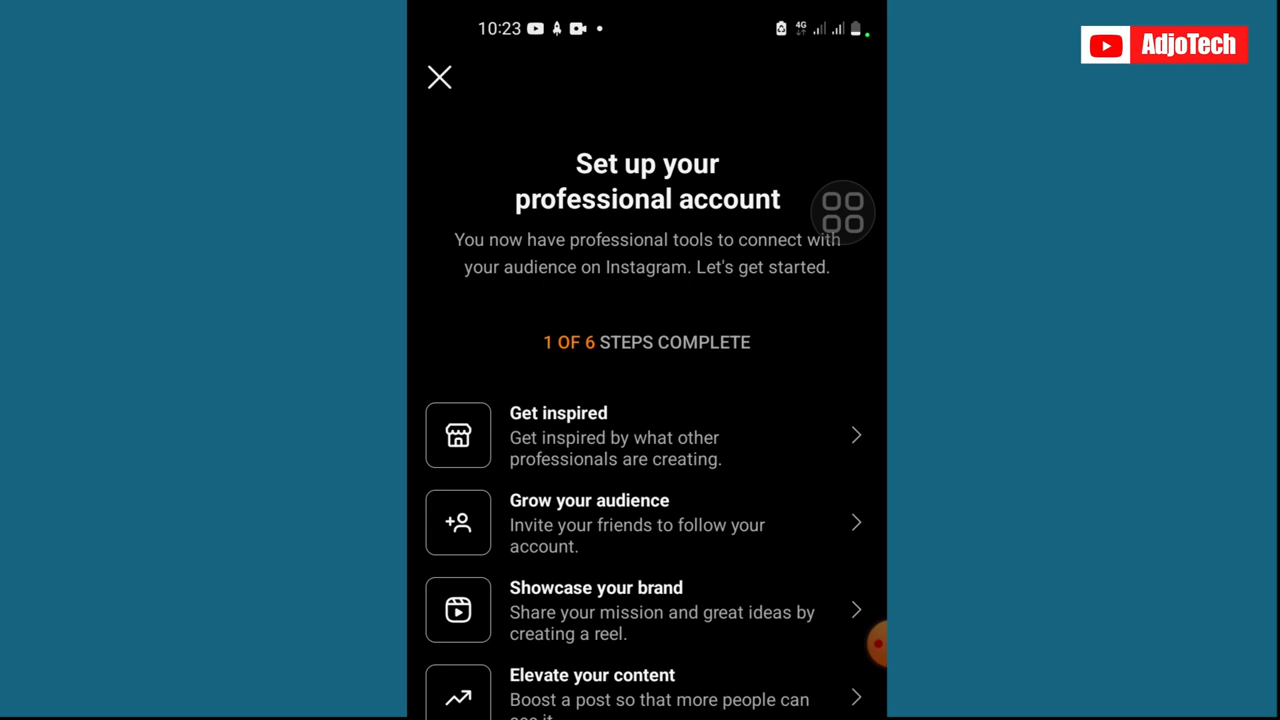 10:23
4G
AdjoTech
Set up your
professional account
You now have professional tools to connect with
your audience on Instagram. Let's get started.
1 OF 6 STEPS COMPLETE
Get inspired
Get inspired by what other
professionals are creating.
Grow your audience
Invite your friends to follow your
account.
Showcase your brand
Share your mission and great ideas by
creating a reel.
Elevate your content
Boost a post so that more people can
see it.